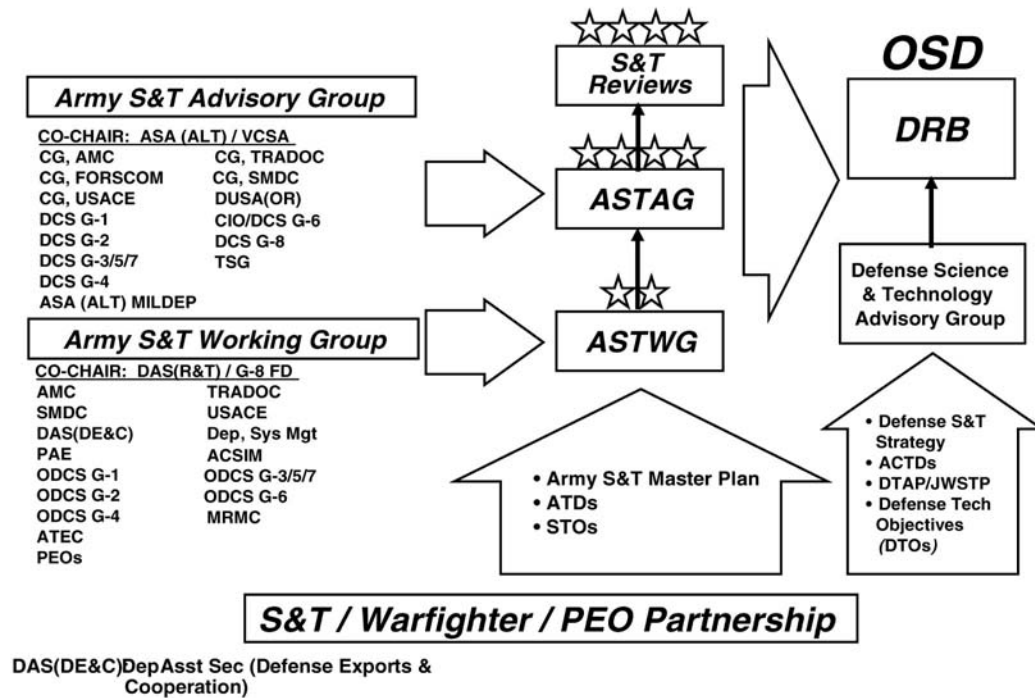 Army S&T Advisory Group
CO-CHAIR: ASA (ALT) / VCSA
CG, AMC CG, TRADOC
CG, FORSCOM CG, SMDC
CG, USACE DUSA(OR)
DCS G-1 CIO/DCS G-6
DCS G-2 DCS G-8
DCS G-3/5/7 TSG
DCS G-4
ASA (ALT) MILDEP
Army S&T Working Group
CO-CHAIR: DAS(R&T) / G-8 FD
AMC TRADOC
SMDC USACE
DAS(DE&C) Dep, Sys Mgt
PAE ACSIM
ODCS G-1 ODCS G-3/5/7
ODCS G-2 ODCS G-6
ODCS G-4 MRMC
ATEC
PEOs
S&T
Reviews
ASTAG
ASTWG
• Army S&T Master Plan
• ATDs
• STOs
OSD
DRB
Defense Science
& Technology
Advisory Group
• Defense S&T
Strategy
• ACTDs
• DTAP/JWSTP
• Defense Tech
Objectives
(DTOs)
S&T / Warfighter / PEO Partnership
DAS(DE&C) DepAsst Sec (Defense Exports &
Cooperation)